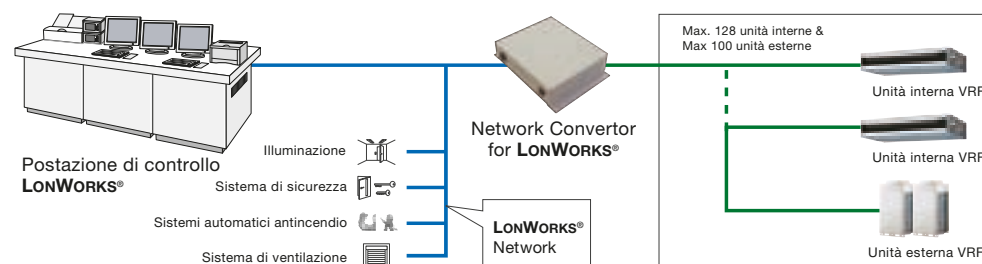 Max. 128 unità interne &
Max 100 unità esterne
Unità interna VRF
Network Convertor
for LONWORKS®
Illuminazione
Unità interna VRF
Postazione di controllo
LONWORKS®
Sistema di sicurezza
Sistemi automatici antincendio
LONWORKS®
Network
Sistema di ventilazione
Unità esterna VRF